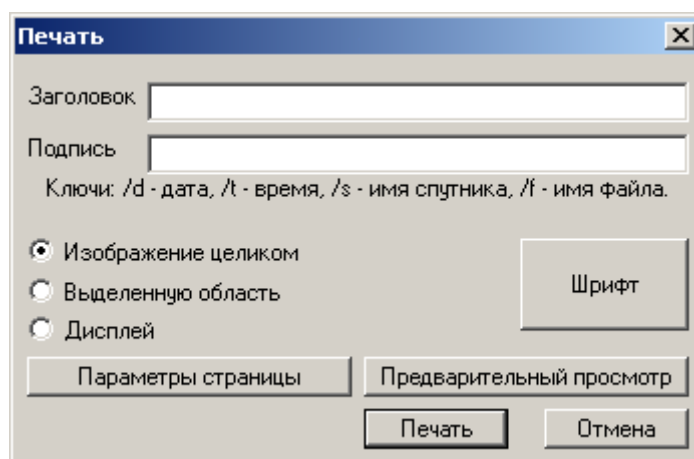 Печать
Заголовок
Подпись
Ключи: /d - дата, /t - время, /s - имя спутника, /f - имя файла.
Изображение целиком
Выделенную область
Шрифт
Дисплей
Параметры страницы Предварительный просмотр
Печать Отмена